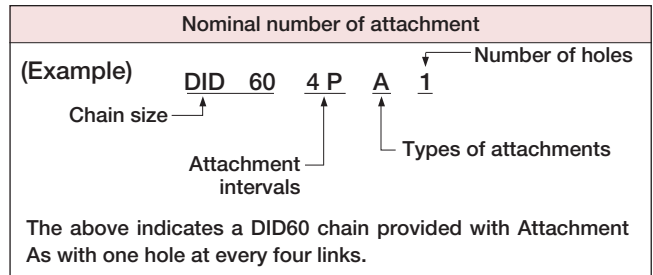 Nominal number of attachment
(Example)
Number of holes
DID 60 4 P A 1
Chain size
Types of attachments
Attachment
intervals
The above indicates a DID60 chain provided with Attachment
As with one hole at every four links.